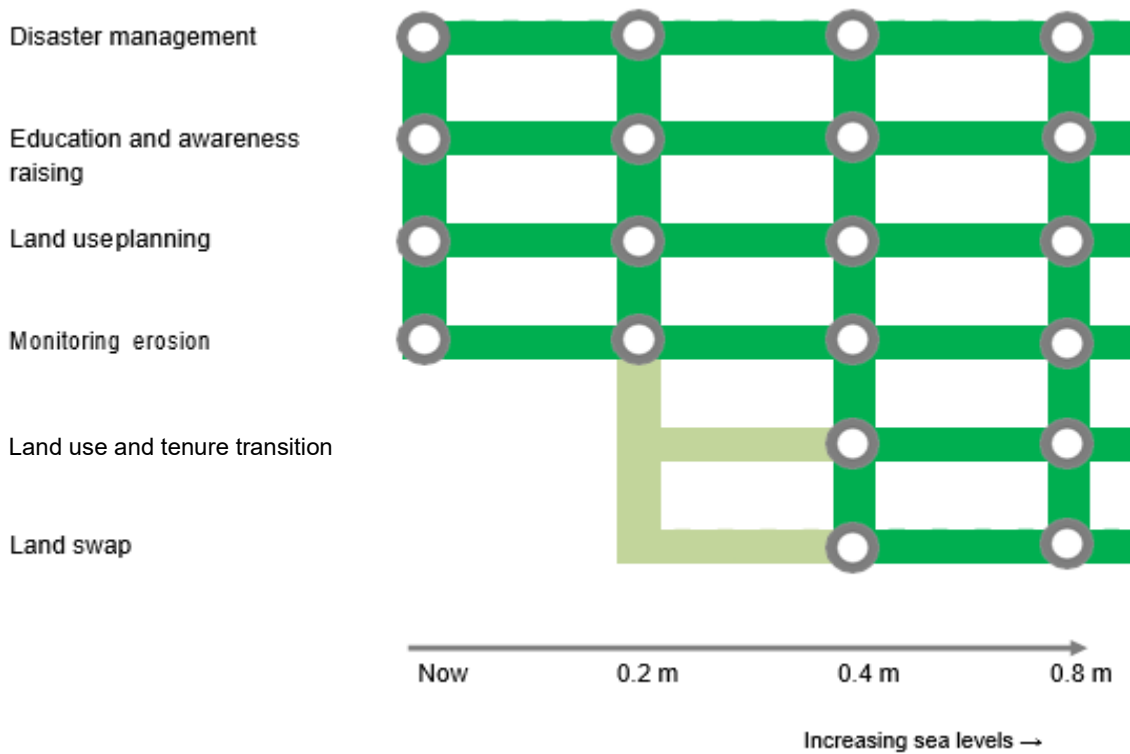 Disaster management
Education and awareness
raising
Land useplanning
Monitoring erosion
Land use and tenure transition
Land swap
Now 0.2 m 0.4 m 0.8 m
Increasing sea levels →